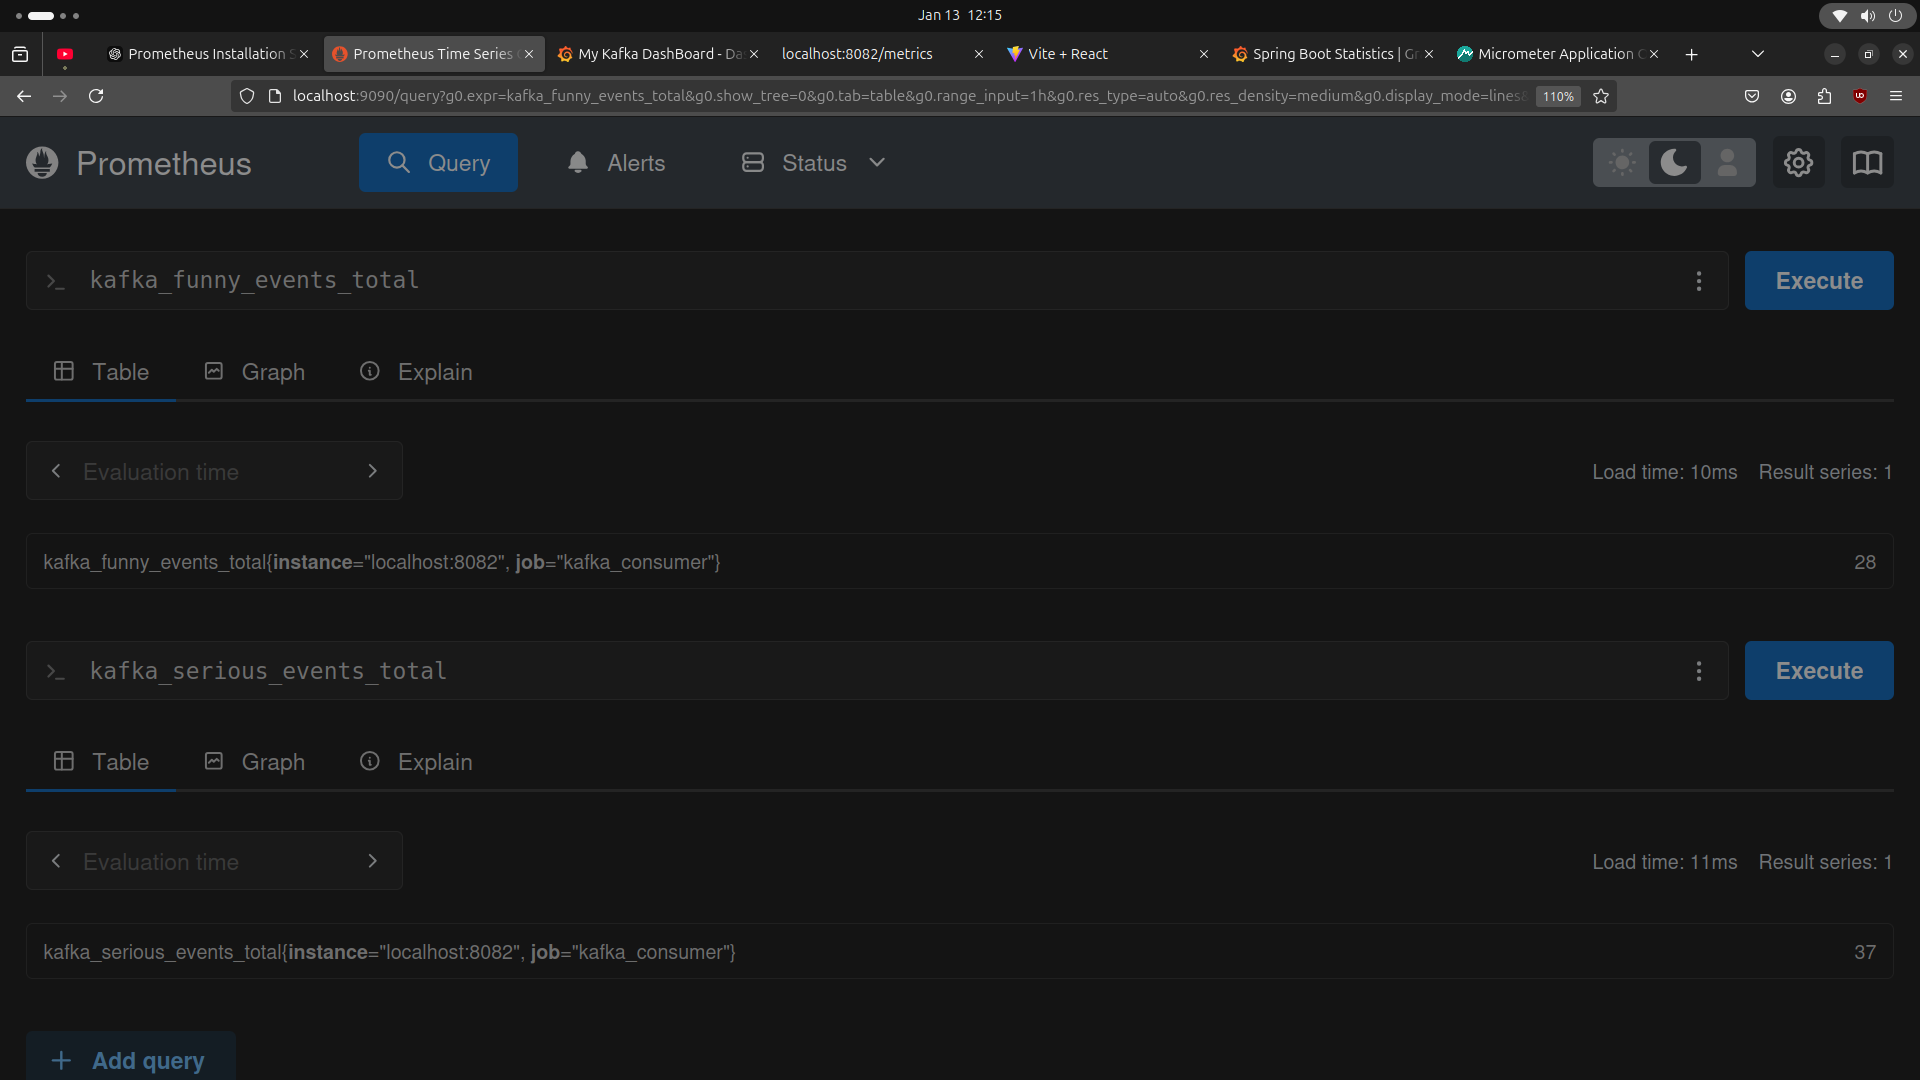 Jan 13 12:15
Prometheus Installation S
Prometheus Time Series C
My Kafka DashBoard - Da
localhost:8082/metrics
Vite + React
Spring Boot Statistics | Gr
Micrometer Application O
localhost:9090/query?g0.expr=kafka_funny_events_total&g0.show_tree=0&g0.tab=table&g0.range_input=1h&g0.res_type=auto&g0.res_density=medium&g0.display_mode=lines&
110%
Prometheus
Query
Alerts
Status
>_ kafka_funny_events_total
Execute
Table
Graph
Explain
Evaluation time
Load time: 10ms Result series: 1
kafka_funny_events_total{instance="localhost:8082", job="kafka_consumer"} 28
>_ kafka_serious_events_total
Execute
Table
Graph
Explain
Evaluation time
Load time: 11ms Result series: 1
kafka_serious_events_total{instance="localhost:8082", job="kafka_consumer"} 37
+ Add query